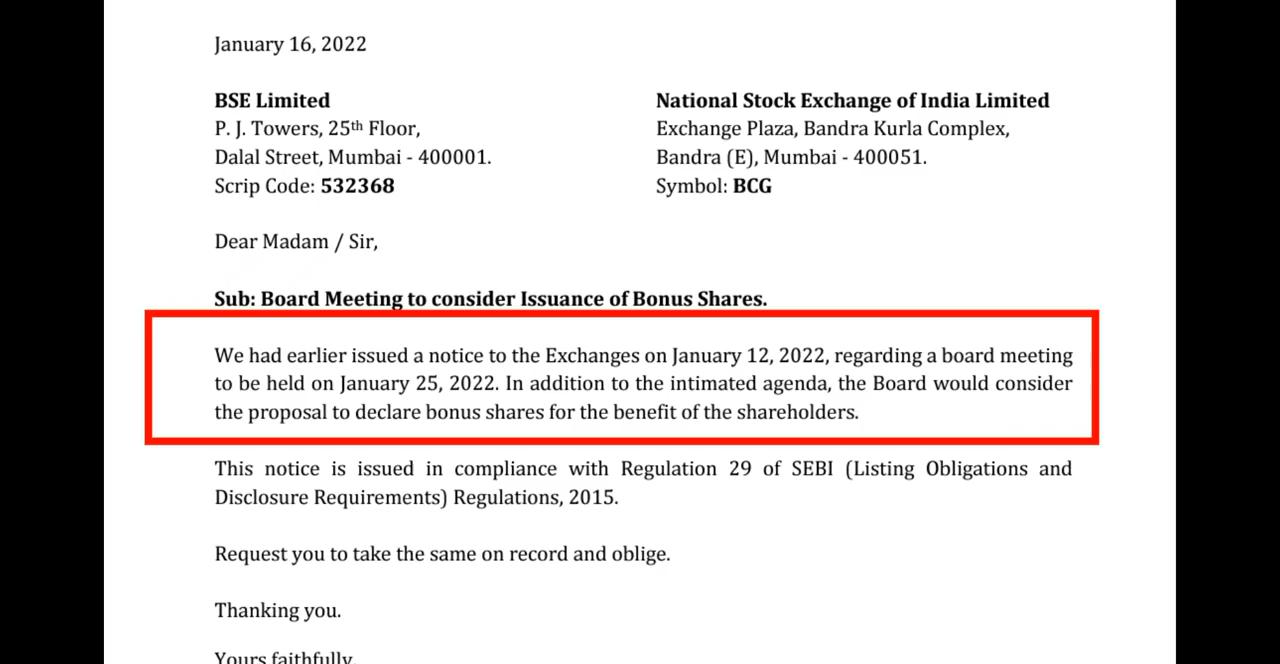 January 16, 2022
BSE Limited
P. J. Towers, 25th Floor,
Dalal Street, Mumbai - 400001.
Scrip Code: 532368
National Stock Exchange of India Limited
Exchange Plaza, Bandra Kurla Complex,
Bandra (E), Mumbai - 400051.
Symbol: BCG
Dear Madam / Sir,
Sub: Board Meeting to consider Issuance of Bonus Shares.
We had earlier issued a notice to the Exchanges on January 12, 2022, regarding a board meeting
to be held on January 25, 2022. In addition to the intimated agenda, the Board would consider
the proposal to declare bonus shares for the benefit of the shareholders.
This notice is issued in compliance with Regulation 29 of SEBI (Listing Obligations and
Disclosure Requirements) Regulations, 2015.
Request you to take the same on record and oblige.
Thanking you.
Yours faithfully,